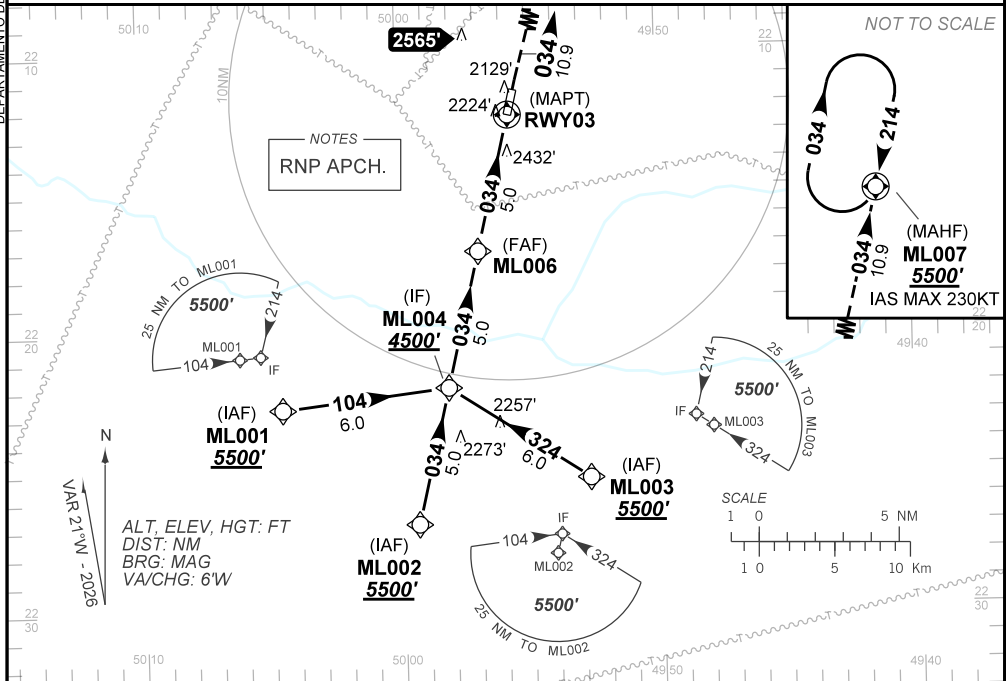 50 10
50 00
49 50
22 10
22 10
NOT TO SCALE
2565'
034
10.9
2129'
2224'
(MAPT)
RWY03
10NM
NOTES
RNP APCH.
2432'
034
5.0
(FAF)
ML006
034
214
(MAHF)
ML007
5500'
IAS MAX 230KT
034
10.9
25 NM TO ML001
5500'
214
ML001
104
IF
(IF)
ML004
4500'
034
5.0
22 20
22 20
49 40
214
25 NM TO ML003
5500'
IF
ML003
324
(IAF)
ML001
5500'
104
6.0
2257'
324
6.0
2273'
034
5.0
(IAF)
ML003
5500'
(IAF)
ML002
5500'
N
VAR 21°W - 2026
ALT, ELEV, HGT: FT
DIST: NM
BRG: MAG
VA/CHG: 6'W
IF
104
324
ML002
5500'
25 NM TO ML002
SCALE
1 0 5 NM
1 0 5 10 Km
22 30
22 30
50 10
50 00
49 50
49 40